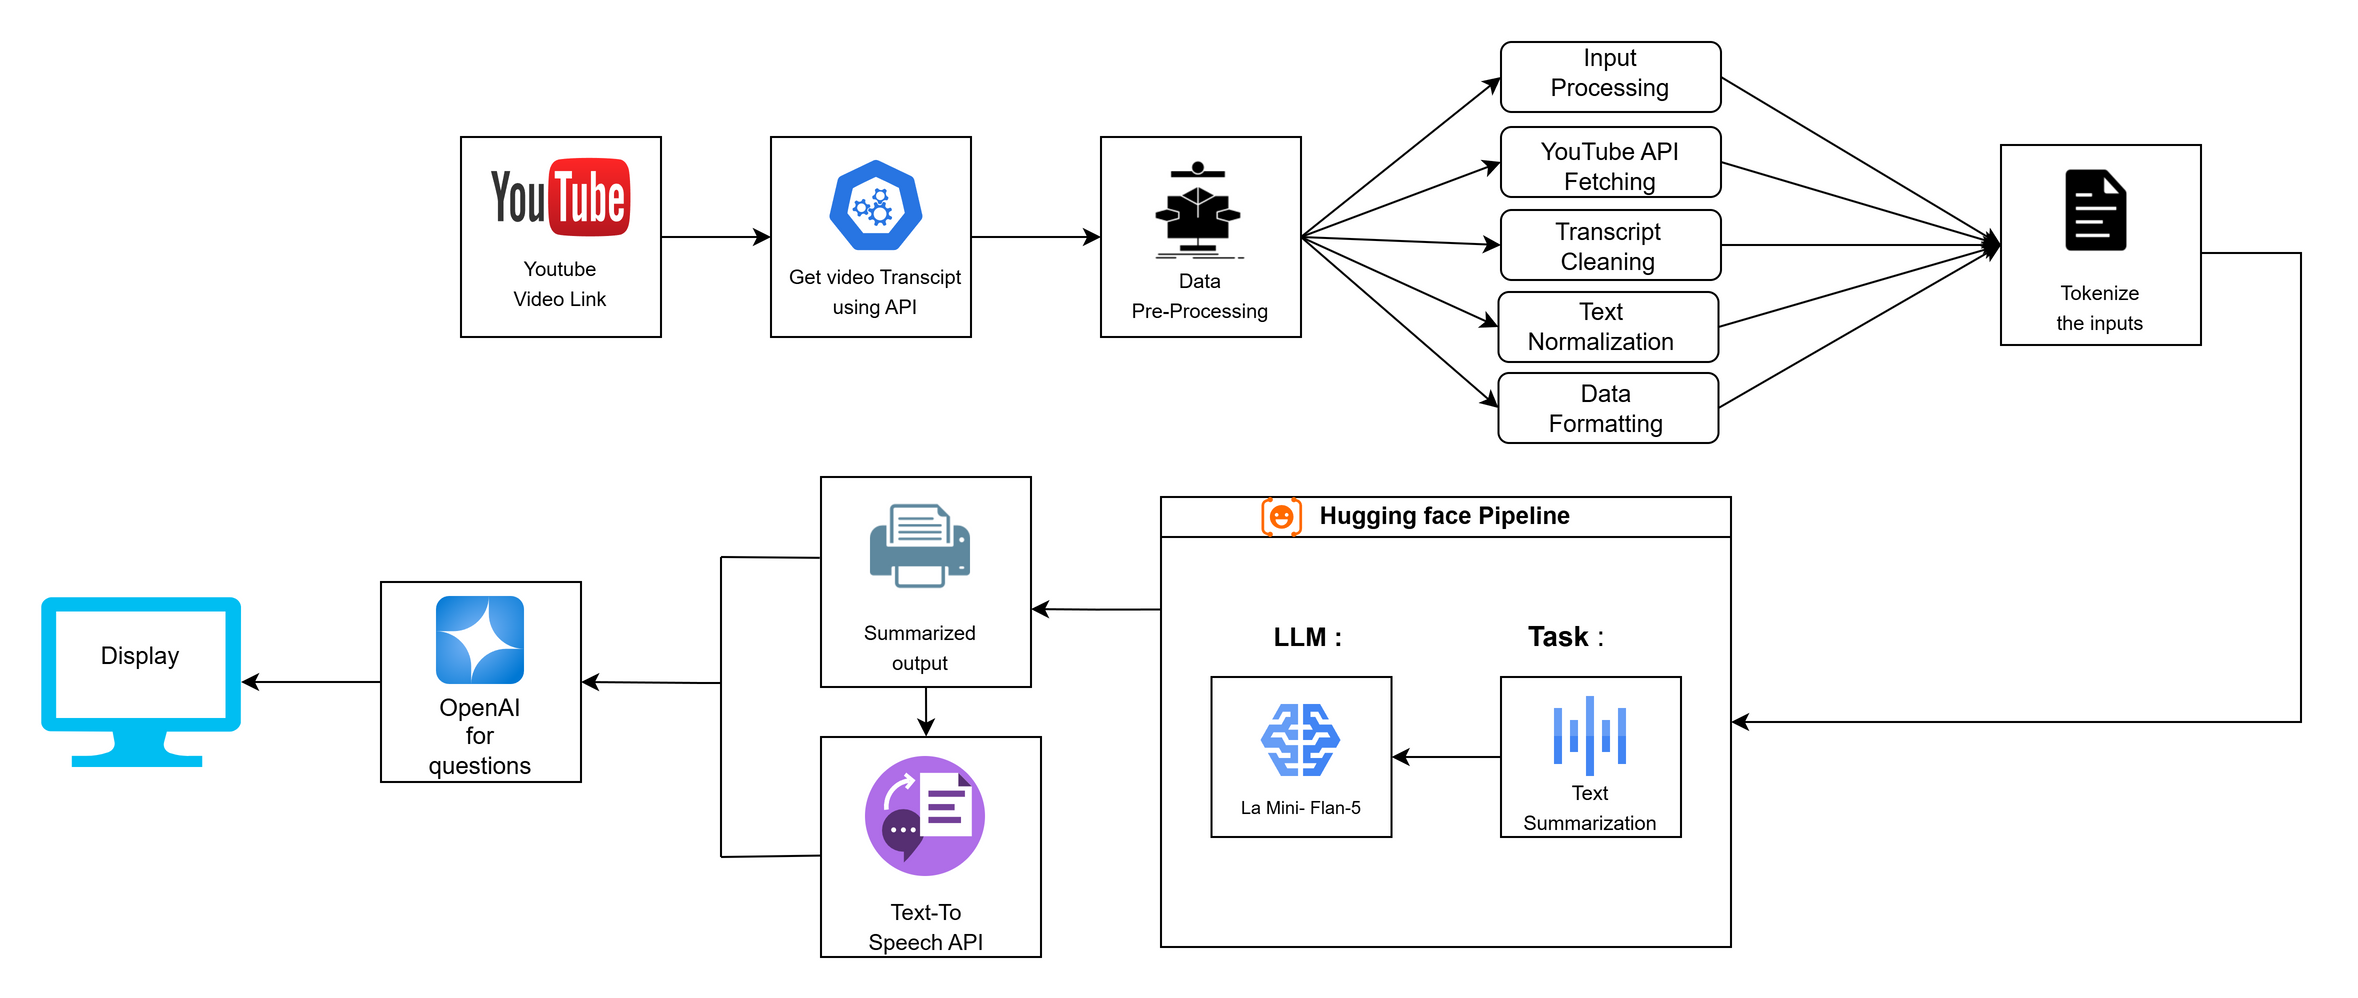 YouTube
Youtube
Video Link
Get video Transcipt
using API
Data
Pre-Processing
Input
Processing
YouTube API
Fetching
Transcript
Cleaning
Text
Normalization
Data
Formatting
Tokenize
the inputs
Hugging face Pipeline
LLM :
Task :
La Mini- Flan-5
Text
Summarization
Summarized
output
Text-To
Speech API
OpenAI
for
questions
Display